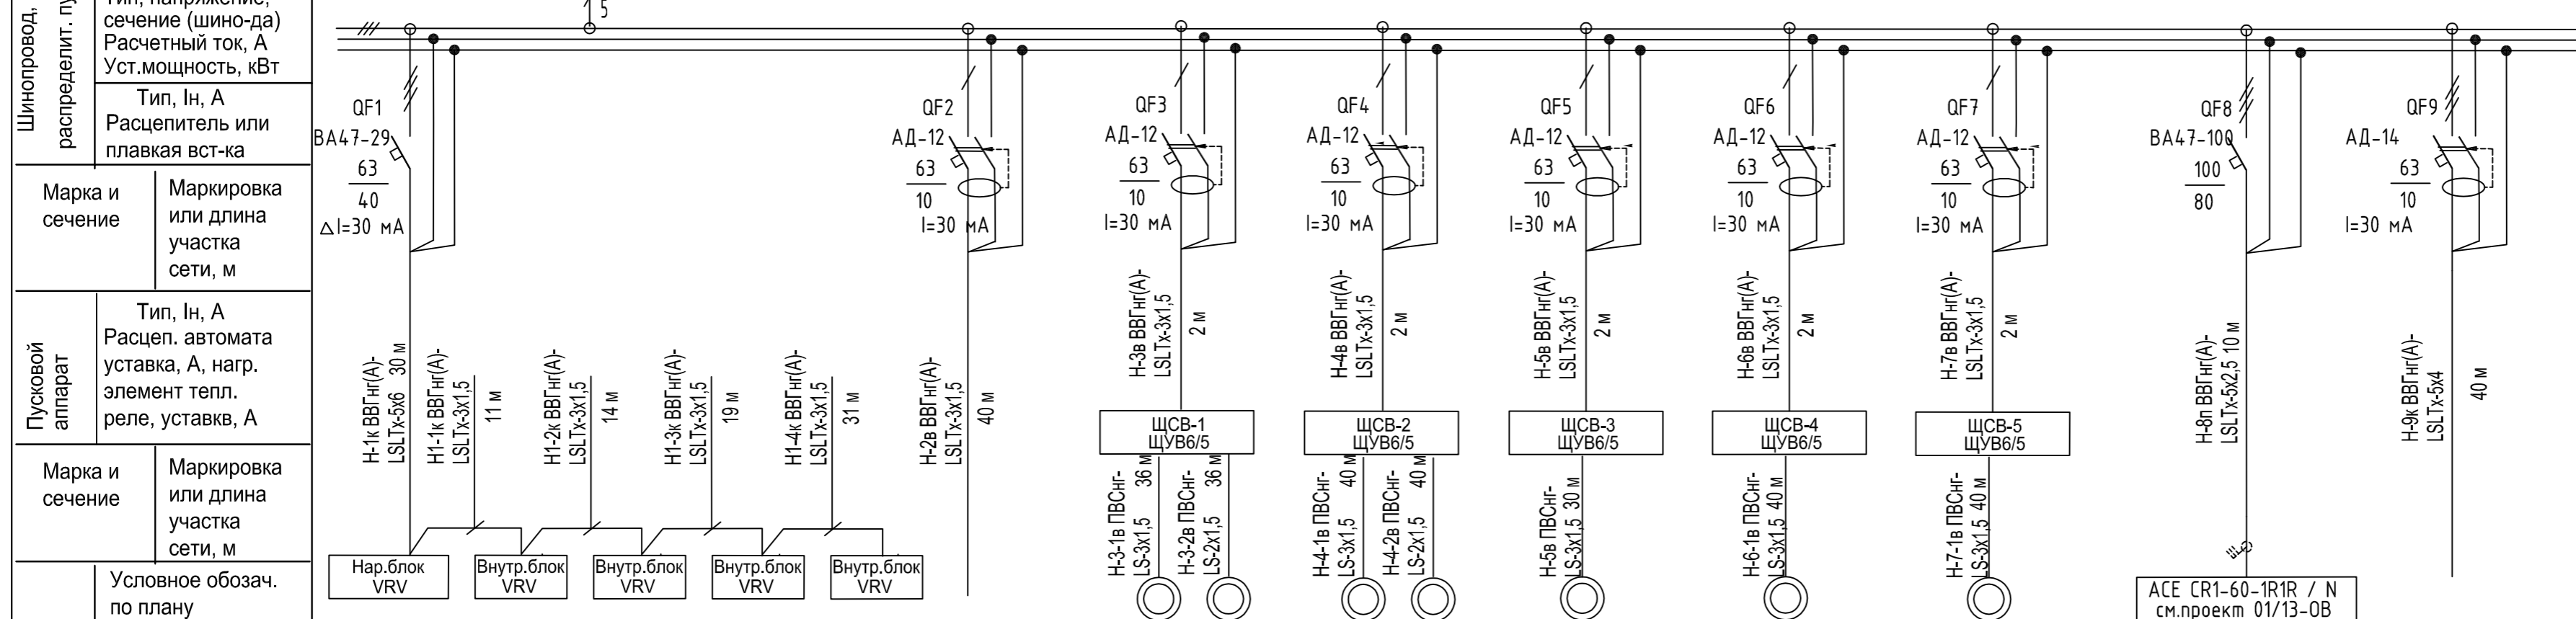 Шинопровод,
распределит. пу
Тип, напряжение,
сечение (шино-да)
Расчетный ток, А
Уст.мощность, кВт
Тип, Iн, А
Расцепитель или
плавкая вст-ка
Марка и
сечение
Маркировка
или длина
участка
сети, м
Пусковой
аппарат
Тип, Iн, А
Расцеп. автомата
уставка, А, нагр.
элемент тепл.
реле, уставкв, А
Марка и
сечение
Маркировка
или длина
участка
сети, м
Условное обозач.
по плану
5
QF1
ВА47-29
63
40
△I=30 мА
QF2
АД-12
63
10
I=30 мА
QF3
АД-12
63
10
I=30 мА
QF4
АД-12
63
10
I=30 мА
QF5
АД-12
63
10
I=30 мА
QF6
АД-12
63
10
I=30 мА
QF7
АД-12
63
10
I=30 мА
QF8
ВА47-100
100
80
QF9
АД-14
63
10
I=30 мА
Н-1к ВВГнг(А)-
LSLTx-5x6 30 м
Н1-1к ВВГнг(А)-
LSLTx-3x1,5
11 м
Н1-2к ВВГнг(А)-
LSLTx-3x1,5
14 м
Н1-3к ВВГнг(А)-
LSLTx-3x1,5
19 м
Н1-4к ВВГнг(А)-
LSLTx-3x1,5
31 м
Н-2в ВВГнг(А)-
LSLTx-3x1,5
40 м
Н-3в ВВГнг(А)-
LSLTx-3x1,5
2 м
Н-4в ВВГнг(А)-
LSLTx-3x1,5
2 м
Н-5в ВВГнг(А)-
LSLTx-3x1,5
2 м
Н-6в ВВГнг(А)-
LSLTx-3x1,5
2 м
Н-7в ВВГнг(А)-
LSLTx-3x1,5
2 м
Н-8п ВВГнг(А)-
LSLTx-5x2,5 10 м
Н-9к ВВГнг(А)-
LSLTx-5x4
40 м
ЩСВ-1
ЩУВ6/5
ЩСВ-2
ЩУВ6/5
ЩСВ-3
ЩУВ6/5
ЩСВ-4
ЩУВ6/5
ЩСВ-5
ЩУВ6/5
Н-3-1в ПВСнг-
LS-3x1,5 36 м
Н-3-2в ПВСнг-
LS-2x1,5 36 м
Н-4-1в ПВСнг-
LS-3x1,5 40 м
Н-4-2в ПВСнг-
LS-2x1,5 40 м
Н-5в ПВСнг-
LS-3x1,5 30 м
Н-6-1в ПВСнг-
LS-3x1,5 40 м
Н-7-1в ПВСнг-
LS-3x1,5 40 м
Нар.блок
VRV
Внутр.блок
VRV
Внутр.блок
VRV
Внутр.блок
VRV
Внутр.блок
VRV
ACE CR1-60-1R1R / N
см.проект 01/13-ОВ